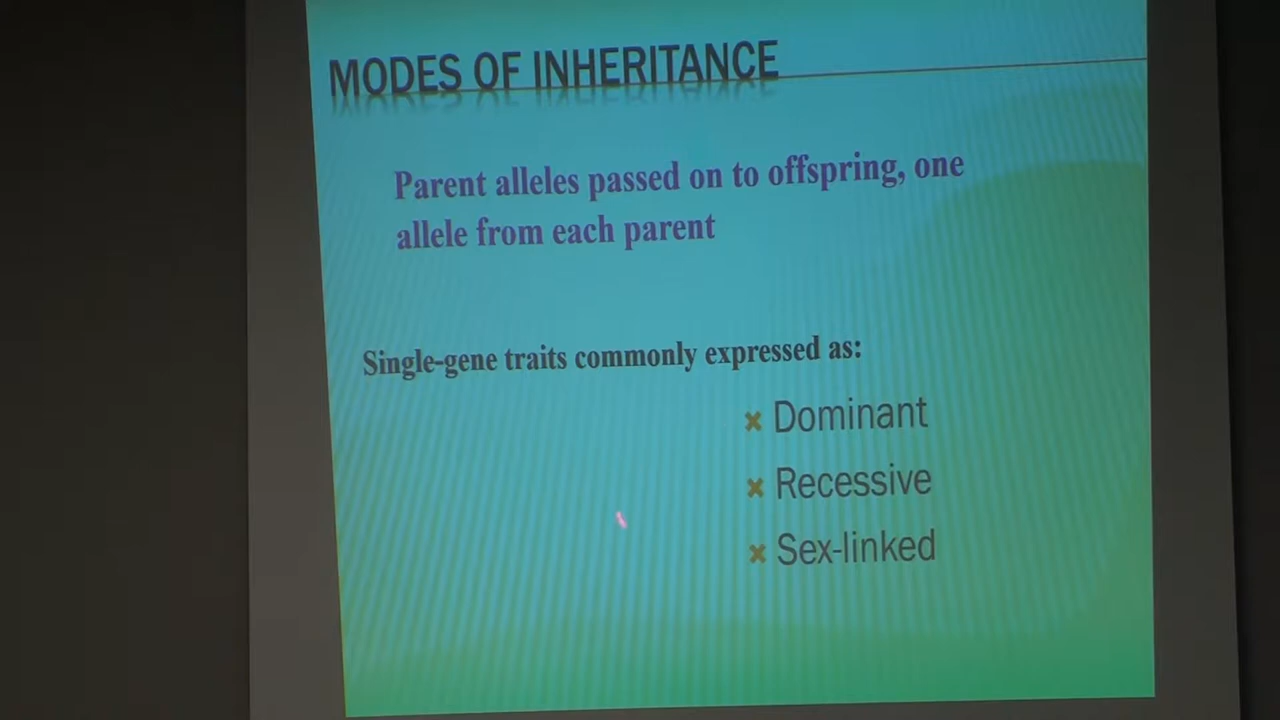 MODES OF INHERITANCE
Parent alleles passed on to offspring, one
allele from each parent
Single-gene traits commonly expressed as:
Dominant
Recessive
Sex-linked